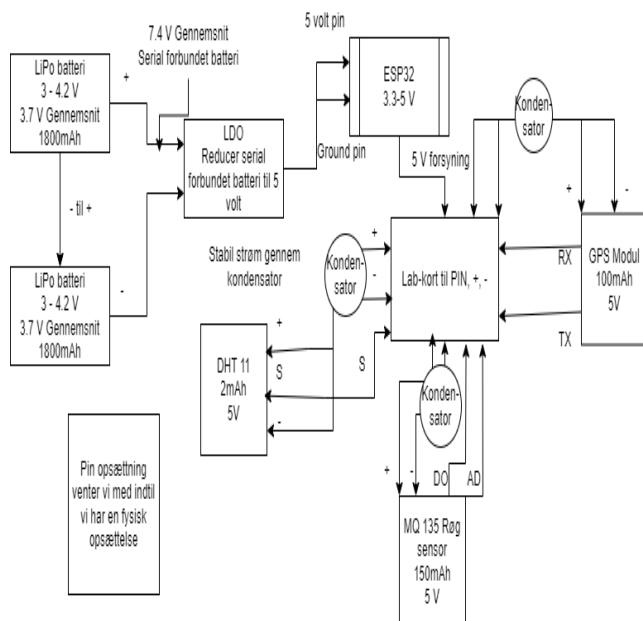 7.4 V Gennemsnit
Serial forbundet batteri
5 volt pin
LiPo batteri
3 - 4.2 V
3.7 V Gennemsnit
1800mAh
+
ESP32
3.3-5 V
Konden-
sator
LDO
Reducer serial
forbundet batteri til 5
volt
Ground pin
5 V forsyning
- til +
+
-
LiPo batteri
3 - 4.2 V
3.7 V Gennemsnit
1800mAh
-
Stabil strøm gennem
kondensator
Konden-
sator
+
-
Lab-kort til PIN, +, -
RX
TX
GPS Modul
100mAh
5V
DHT 11
2mAh
5V
+
S
-
S
Konden-
sator
+
-
DO
AD
Pin opsættning
venter vi med indtil
vi har en fysisk
opsættelse
MQ 135 Røg
sensor
150mAh
5 V